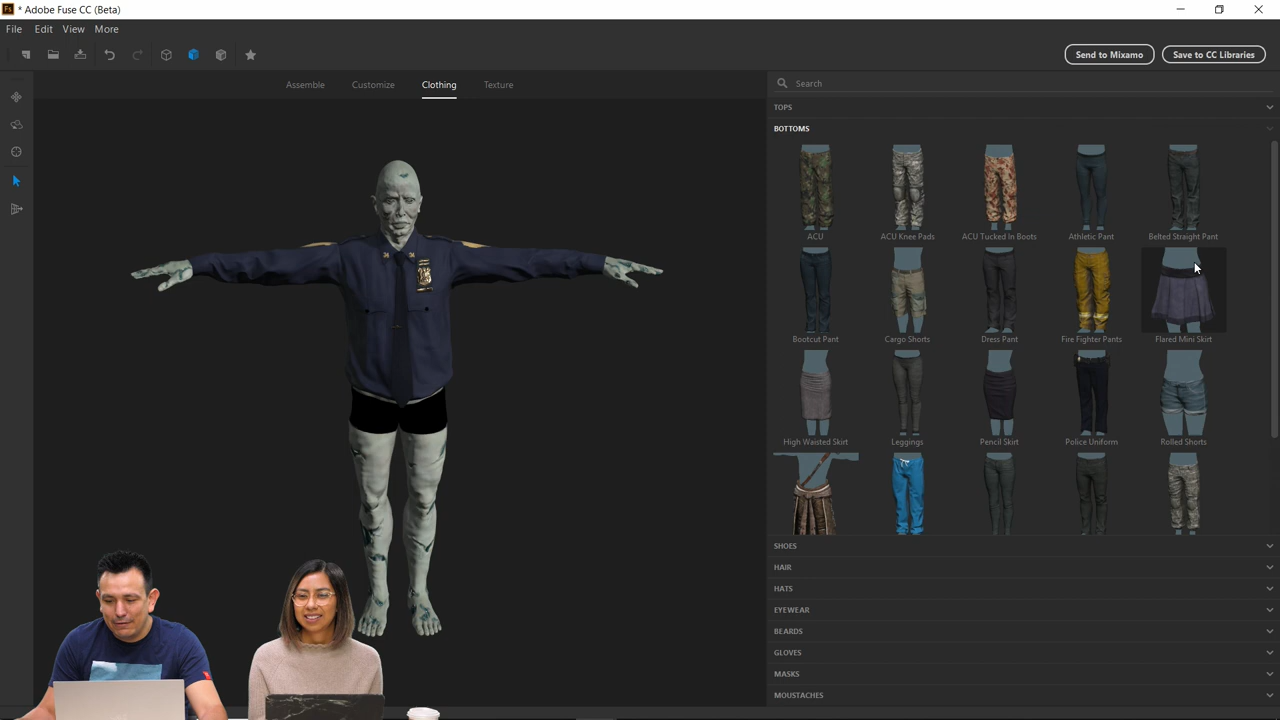 Fs * Adobe Fuse CC (Beta)
File Edit View More
Send to Mixamo Save to CC Libraries
Assemble Customize Clothing Texture
Search
TOPS
BOTTOMS
ACU ACU Knee Pads ACU Tucked In Boots Athletic Pant Belted Straight Pant
Bootcut Pant Cargo Shorts Dress Pant Fire Fighter Pants Flared Mini Skirt
High Waisted Skirt Leggings Pencil Skirt Police Uniform Rolled Shorts
SHOES
HAIR
HATS
EYEWEAR
BEARDS
GLOVES
MASKS
MOUSTACHES